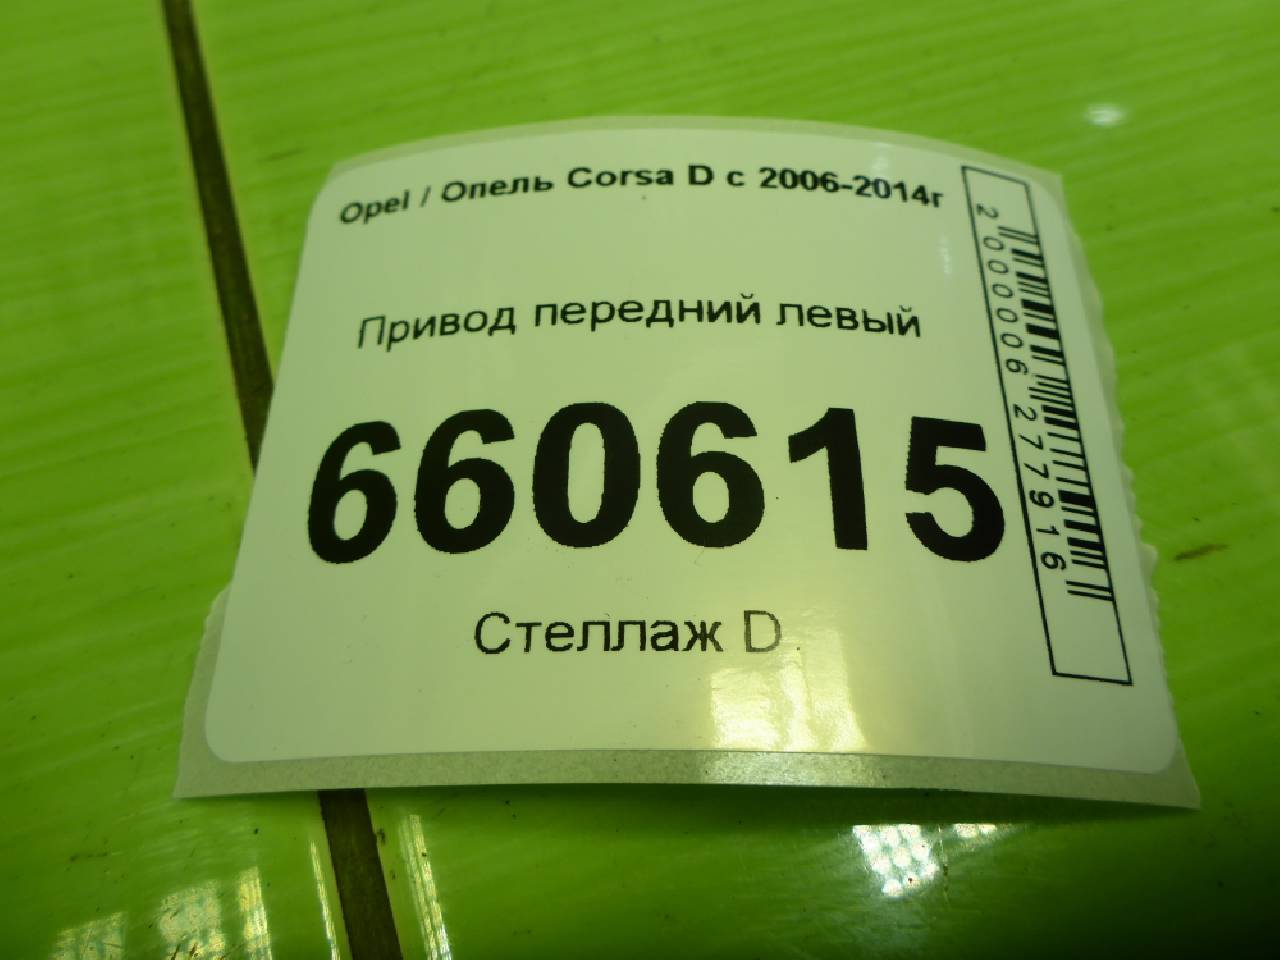 Opel / Опель Corsa D с 2006-2014г
Привод передний левый
660615
Стеллаж D
2000006277916